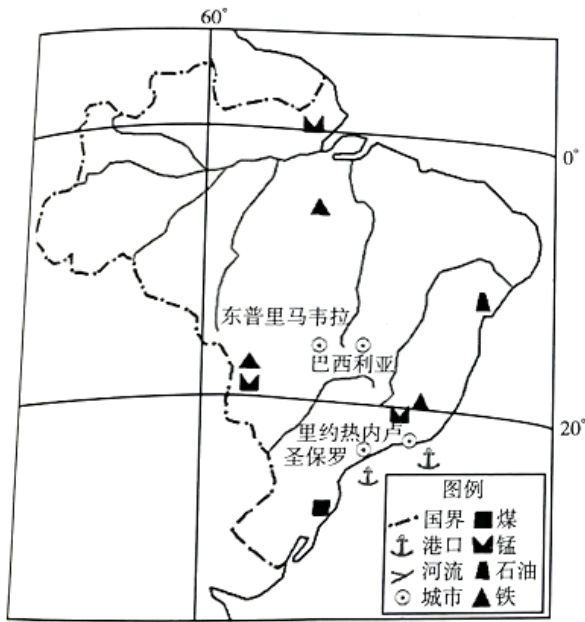 60°
0°
东普里马韦拉
巴西利亚
20°
里约热内卢
圣保罗
图例
国界 煤
港口 锰
河流 石油
城市 铁